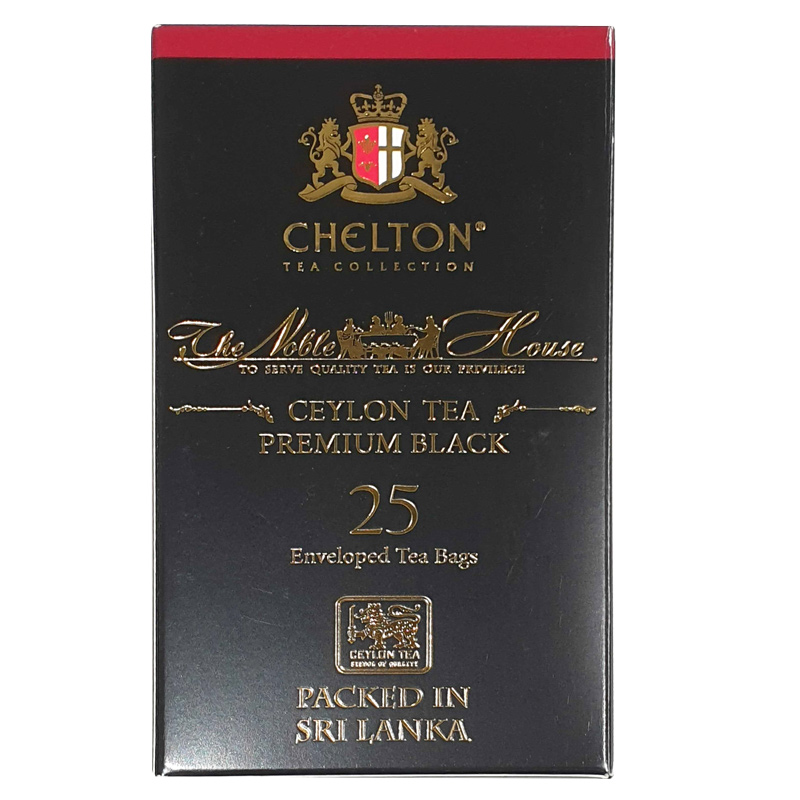 CHELTON®
TEA COLLECTION
The Noble House
TO SERVE QUALITY TEA IS OUR PRIVILEGE
CEYLON TEA
PREMIUM BLACK
25
Enveloped Tea Bags
CEYLON TEA
SYMBOL OF QUALITY
PACKED IN
SRI LANKA